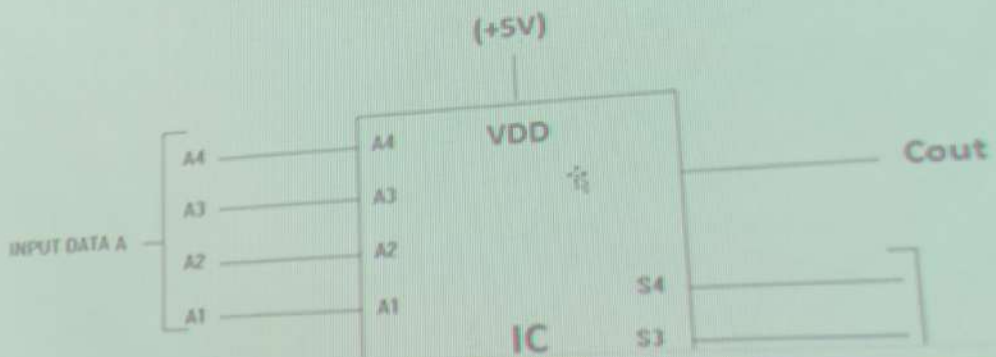 (+5V)
VDD
Cout
A4 A4
A3 A3
INPUT DATA A
A2 A2
A1 A1
S4
S3
IC